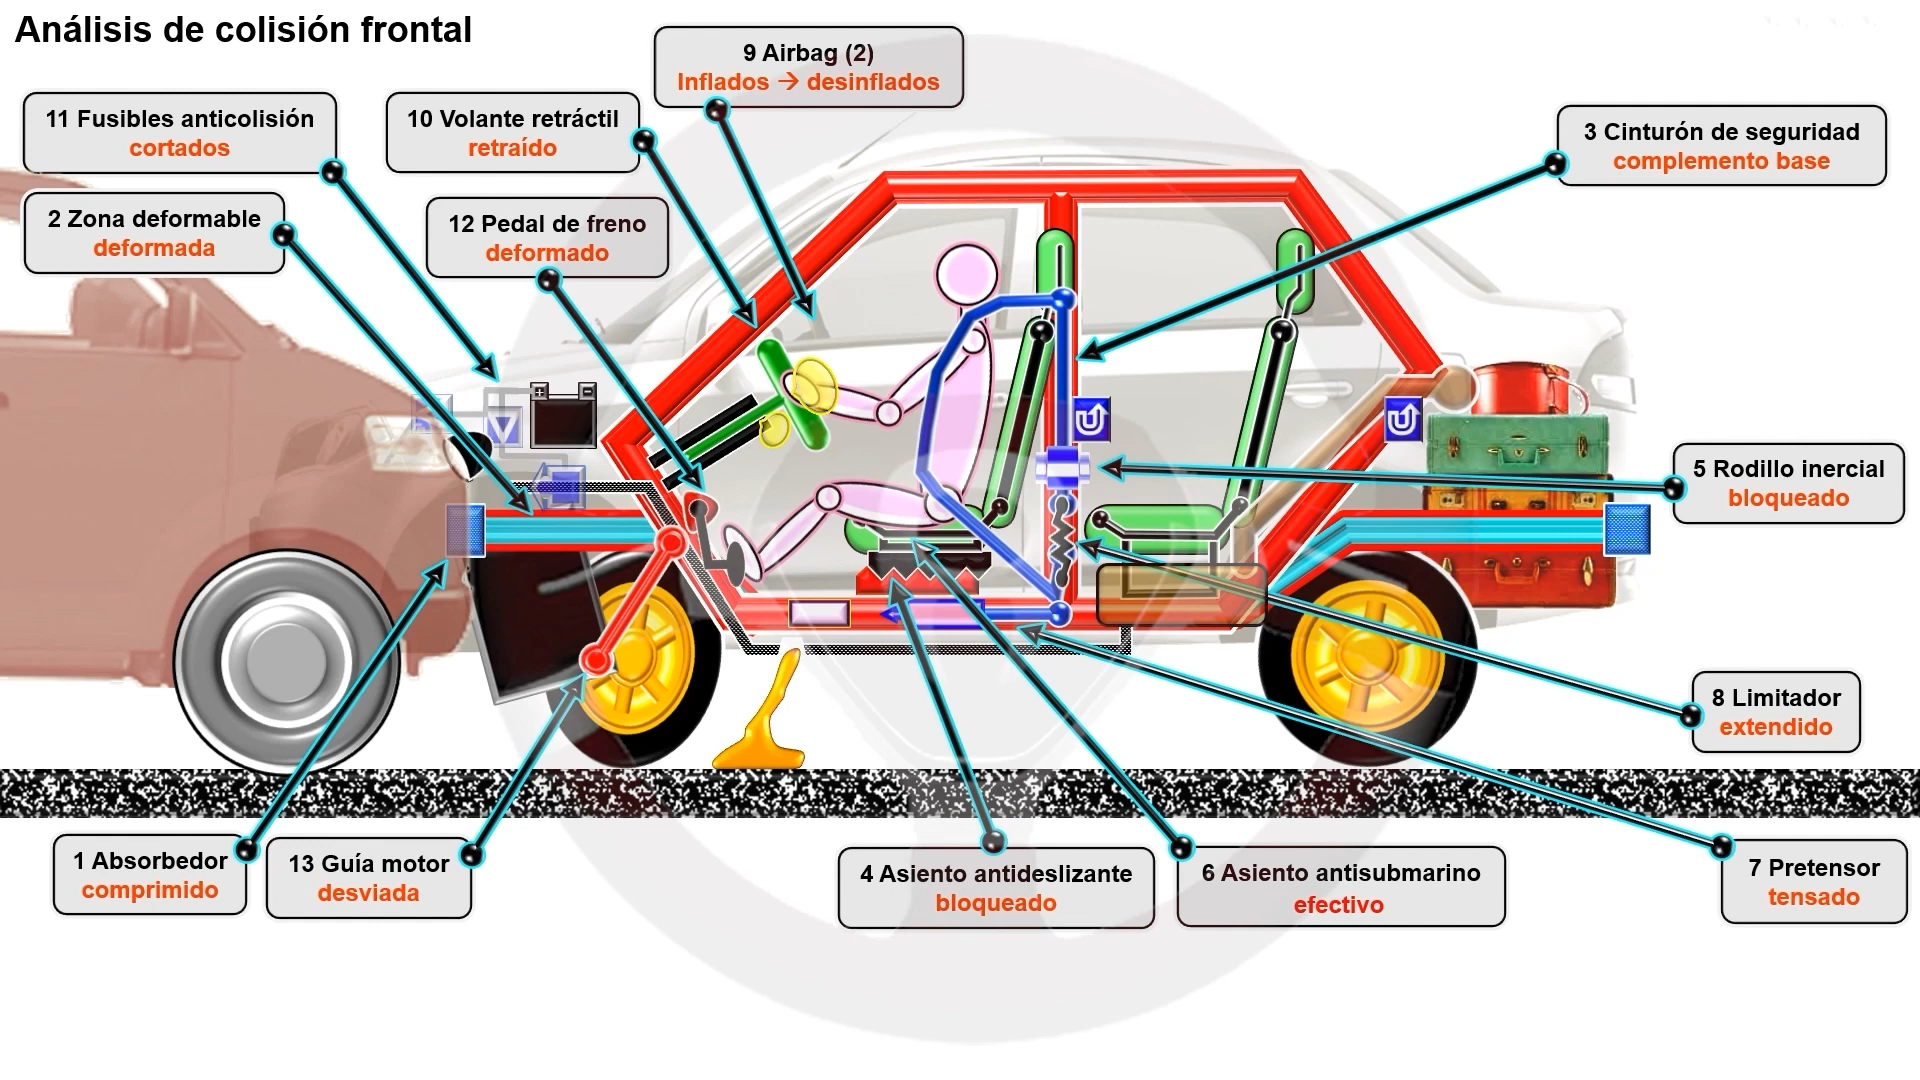 Análisis de colisión frontal
9 Airbag (2)
Inflados → desinflados
11 Fusibles anticolisión
cortados
10 Volante retráctil
retraído
3 Cinturón de seguridad
complemento base
2 Zona deformable
deformada
12 Pedal de freno
deformado
5 Rodillo inercial
bloqueado
8 Limitador
extendido
1 Absorbedor
comprimido
13 Guía motor
desviada
4 Asiento antideslizante
bloqueado
6 Asiento antisubmarino
efectivo
7 Pretensor
tensado